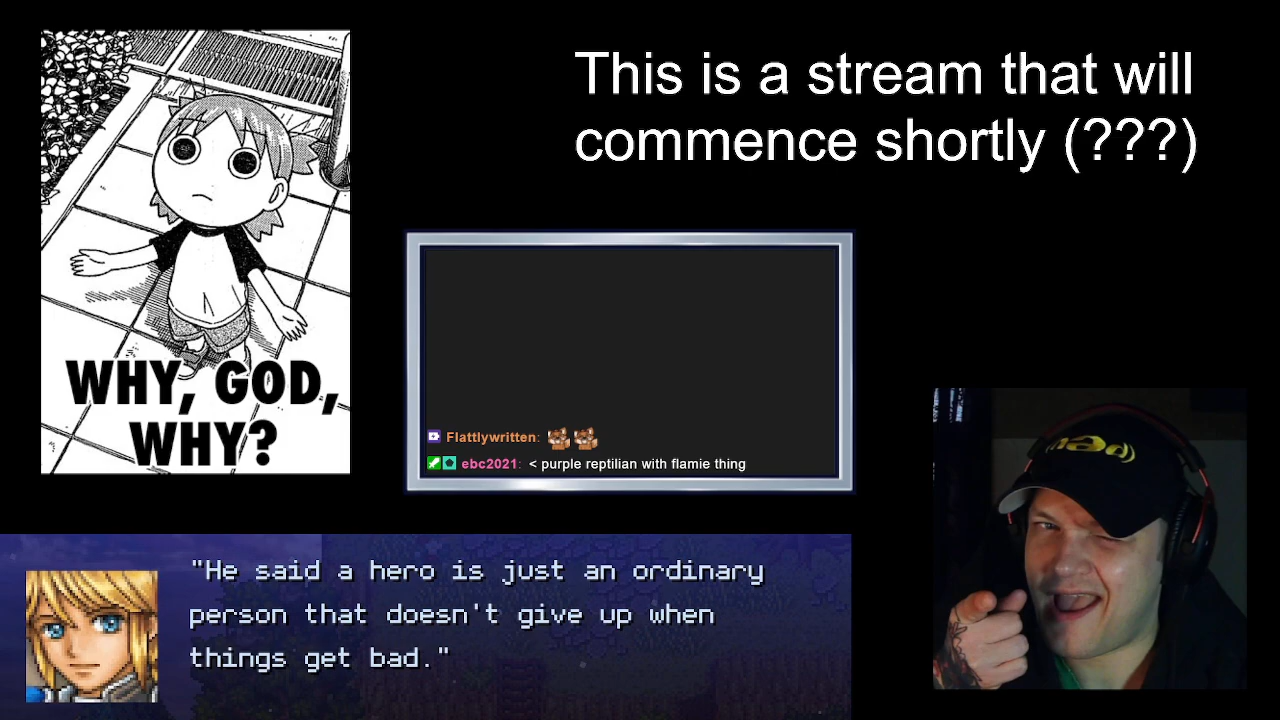 This is a stream that will
commence shortly (???)
WHY, GOD,
WHY?
Flattlywritten:
ebc2021: < purple reptilian with flamie thing
"He said a hero is just an ordinary
person that doesn't give up when
things get bad."